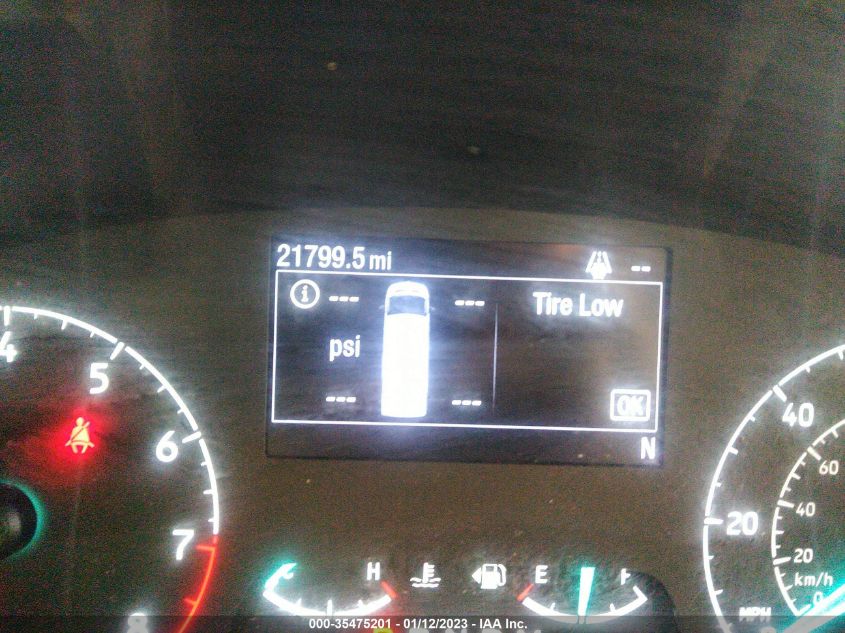 21799.5 mi --
i --- --- Tire Low
psi
--- --- OK
N
4 5 6 7 8
20 40
20 40 60
km/h
0
MPH
C H E F
000-35475201 - 01/12/2023 - IAA Inc.